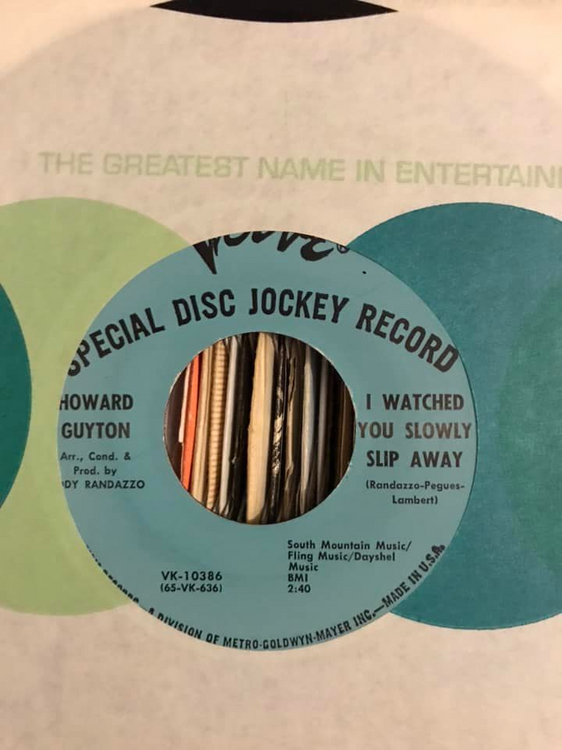 THE GREATEST NAME IN ENTERTAIN
Verve
SPECIAL DISC JOCKEY RECORD
HOWARD
GUYTON
Arr., Cond. &
Prod. by
DY RANDAZZO
I WATCHED
YOU SLOWLY
SLIP AWAY
(Randazzo-Pegues-
Lambert)
VK-10386
(65-VK-636)
South Mountain Music/
Fling Music/Dayshel
Music
BMI
2:40
A DIVISION OF METRO-GOLDWYN-MAYER INC.—MADE IN U.S.A.